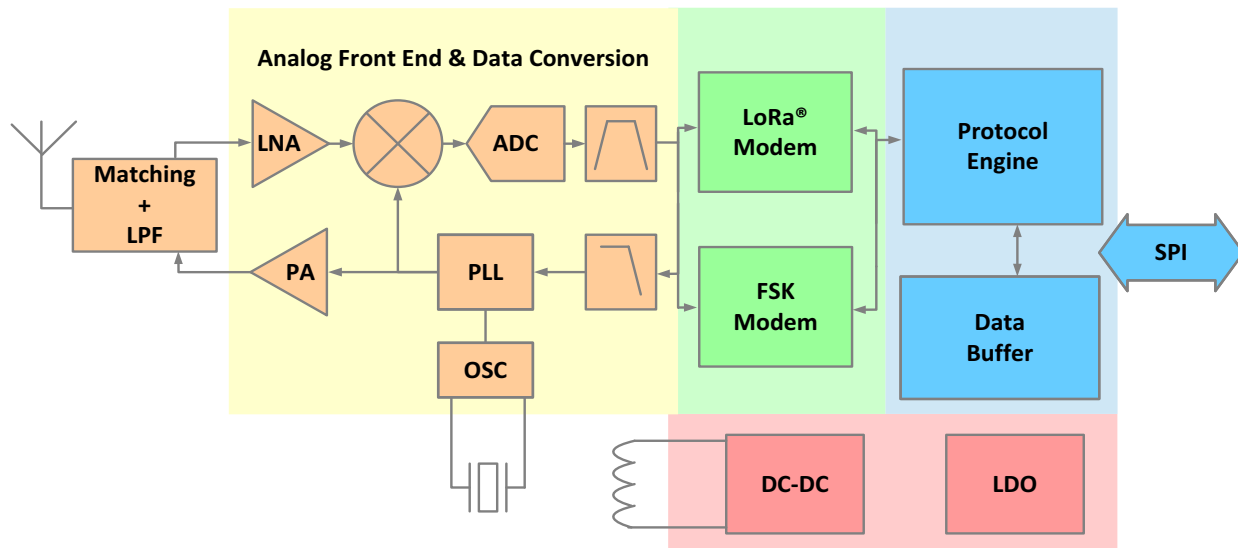 Analog Front End & Data Conversion
LNA
ADC
LoRa®
Modem
Protocol
Engine
Matching
+
LPF
PA
PLL
FSK
Modem
SPI
Data
Buffer
OSC
DC-DC
LDO